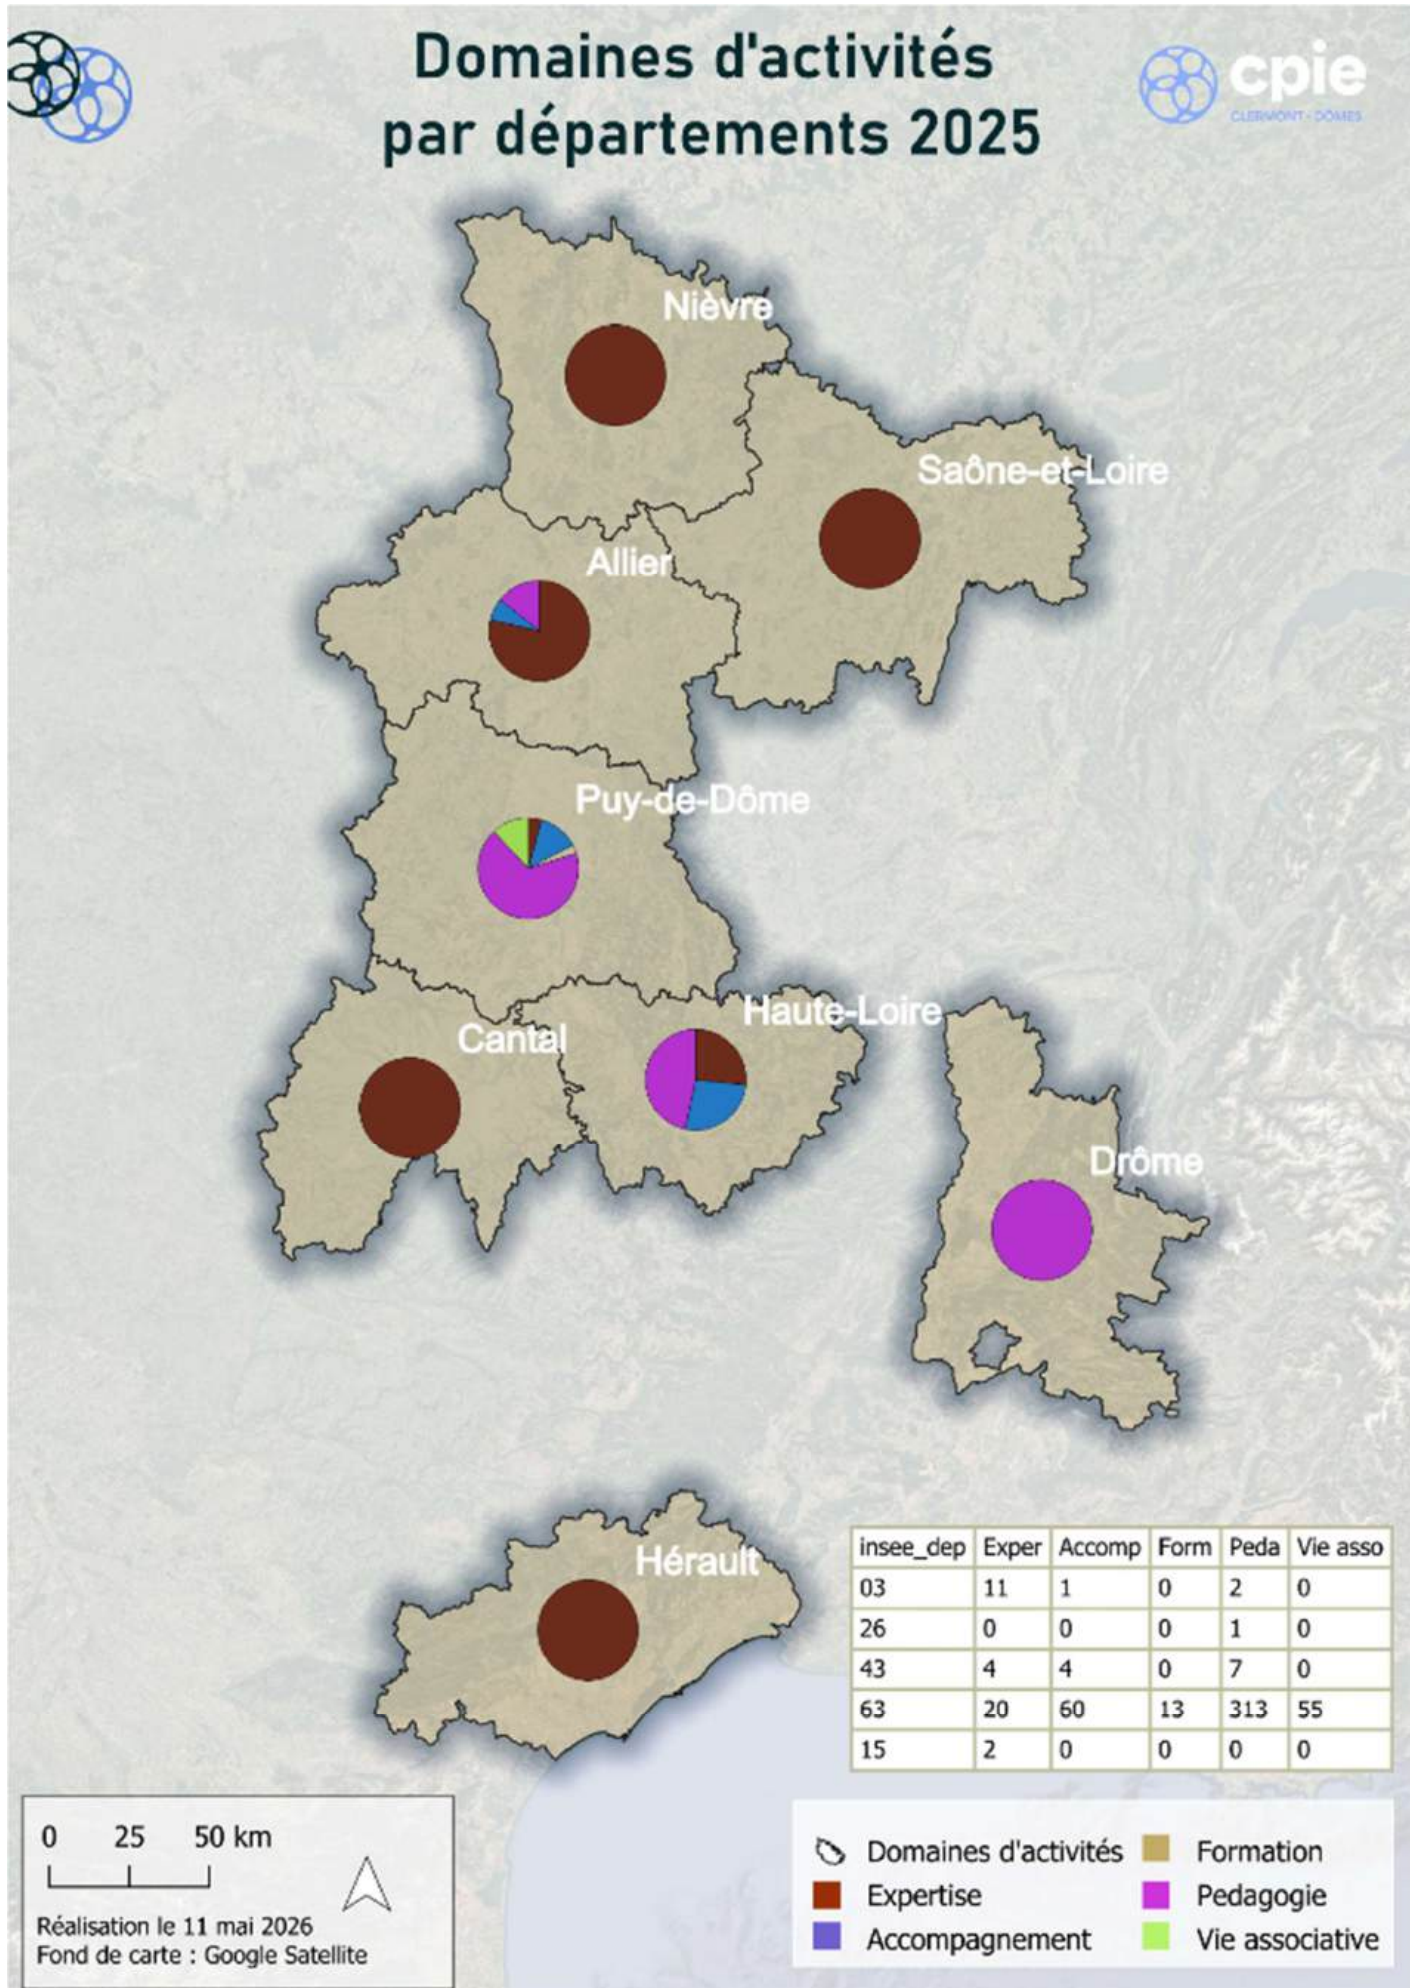 Domaines d'activités
par départements 2025
cpie
CLERMONT - DÔMES
Nièvre
Saône-et-Loire
Allier
Puy-de-Dôme
Haute-Loire
Cantal
Drôme
Hérault
insee_dep Exper Accomp Form Peda Vie asso
03 11 1 0 2 0
26 0 0 0 1 0
43 4 4 0 7 0
63 20 60 13 313 55
15 2 0 0 0 0
0 25 50 km
Réalisation le 11 mai 2026
Fond de carte : Google Satellite
Domaines d'activités Formation
Expertise Pedagogie
Accompagnement Vie associative